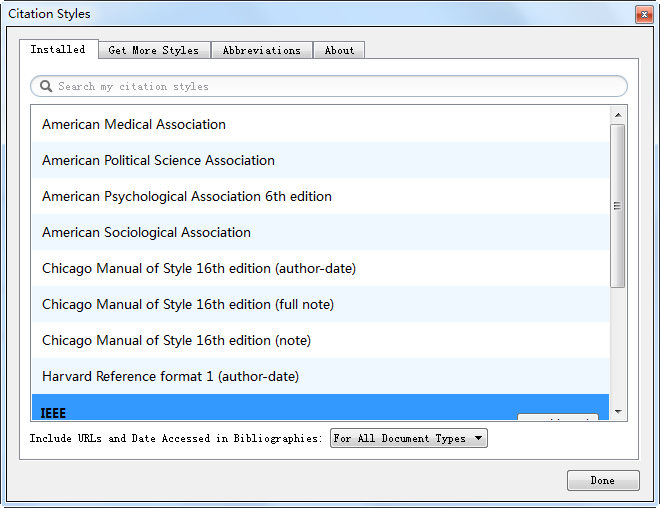 Citation Styles
Installed
Get More Styles
Abbreviations
About
Search my citation styles
American Medical Association
American Political Science Association
American Psychological Association 6th edition
American Sociological Association
Chicago Manual of Style 16th edition (author-date)
Chicago Manual of Style 16th edition (full note)
Chicago Manual of Style 16th edition (note)
Harvard Reference format 1 (author-date)
IEEE
Include URLs and Date Accessed in Bibliographies:
For All Document Types
Done